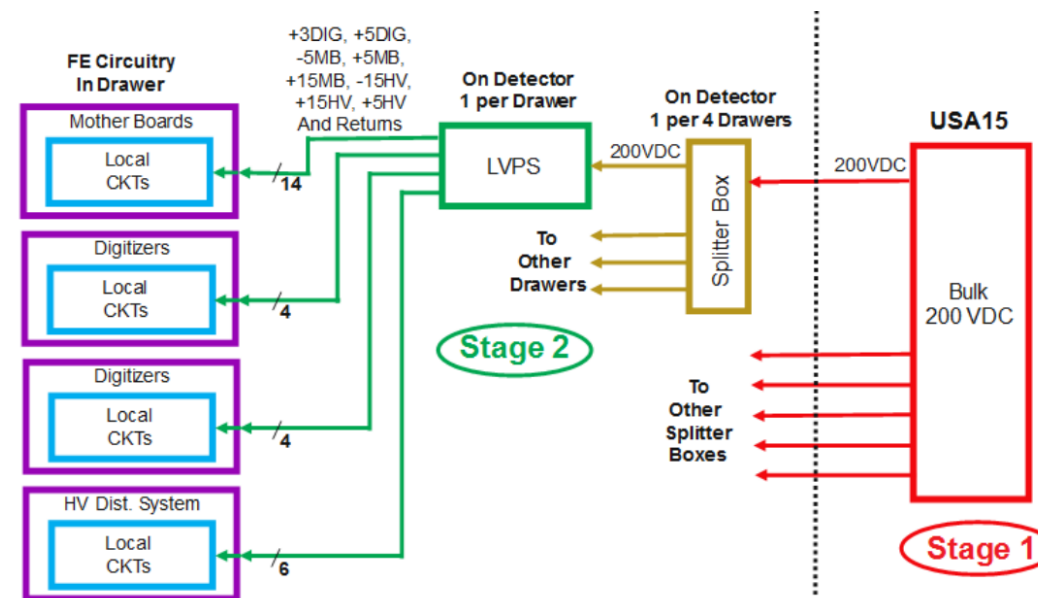 FE Circuitry
In Drawer
+3DIG, +5DIG,
-5MB, +5MB,
+15MB, -15HV,
+15HV, +5HV
And Returns
On Detector
1 per Drawer
On Detector
1 per 4 Drawers
USA15
Mother Boards
Local
CKTs
14
LVPS
200VDC
Splitter Box
200VDC
Bulk
200 VDC
Digitizers
Local
CKTs
4
To
Other
Drawers
Stage 2
Digitizers
Local
CKTs
4
To
Other
Splitter
Boxes
HV Dist. System
Local
CKTs
6
Stage 1